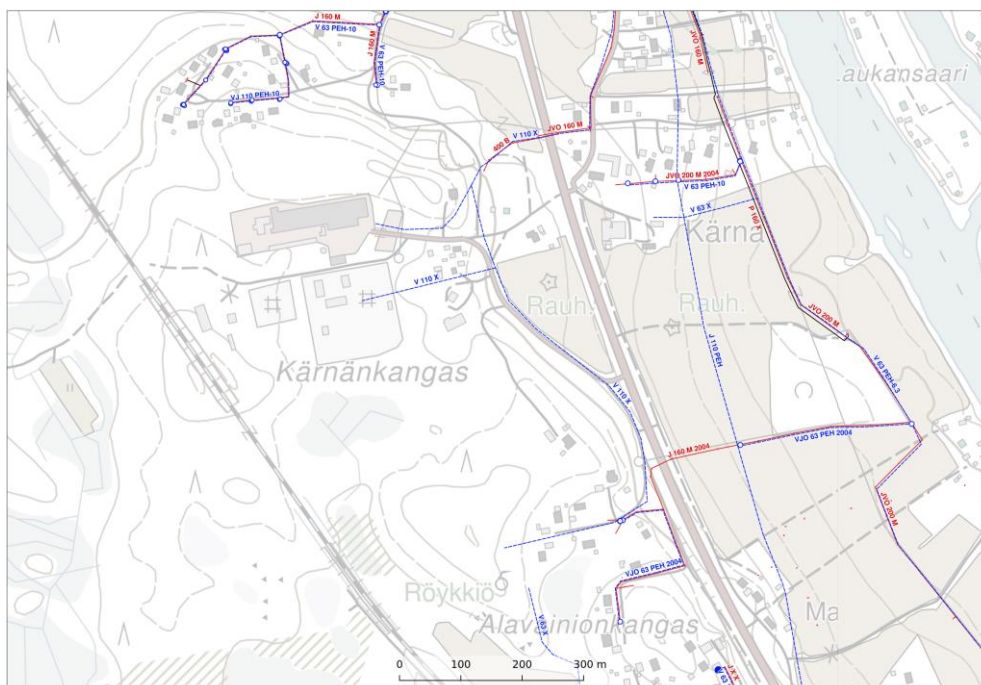 J 160 M
V 63 PEH-10
J 160 M
V 63 PEH-10
VJ 110 PEH-10
400 B
V 110 X
JVO 160 M
JVO 160 M
aukansaari
JVO 200 M 2004
V 63 PEH-10
V 63 X
P 160 X
Kärna
V 110 X
Rauh.
Rauh.
JVO 200 M
J 110 PEH
V 63 PEH-6.3
Kärnänkangas
V 110 X
J 160 M 2004
VJO 63 PEH 2004
JVO 200 M
VJO 63 PEH 2004
Röykkiö
V 63 X
Alavainionkangas
Ma
J X X
V 63
0 100 200 300 m